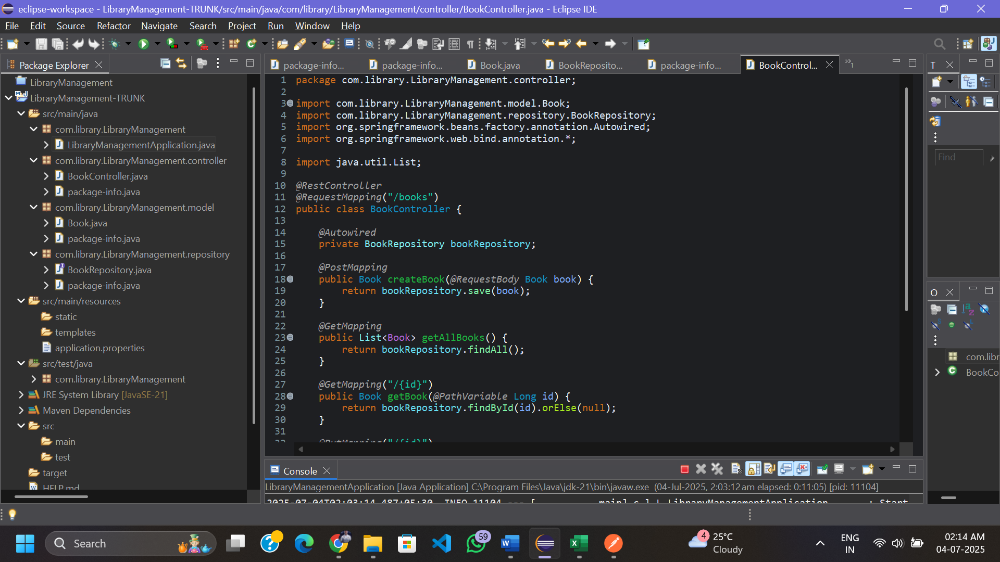 eclipse-workspace - LibraryManagement-TRUNK/src/main/java/com/library/LibraryManagement/controller/BookController.java - Eclipse IDE
File Edit Source Refactor Navigate Search Project Run Window Help
Package Explorer
LibraryManagement
LibraryManagement-TRUNK
src/main/java
com.library.LibraryManagement
LibraryManagementApplication.java
com.library.LibraryManagement.controller
BookController.java
package-info.java
com.library.LibraryManagement.model
Book.java
package-info.java
com.library.LibraryManagement.repository
BookRepository.java
package-info.java
src/main/resources
static
templates
application.properties
src/test/java
com.library.LibraryManagement
JRE System Library [JavaSE-21]
Maven Dependencies
src
main
test
target
HELP.md
package-info... package-info... Book.java BookReposito... package-info... BookControl... »1
1 package com.library.LibraryManagement.controller;
2
3 import com.library.LibraryManagement.model.Book;
4 import com.library.LibraryManagement.repository.BookRepository;
5 import org.springframework.beans.factory.annotation.Autowired;
6 import org.springframework.web.bind.annotation.*;
7
8 import java.util.List;
9
10 @RestController
11 @RequestMapping("/books")
12 public class BookController {
13
14 @Autowired
15 private BookRepository bookRepository;
16
17 @PostMapping
18 public Book createBook(@RequestBody Book book) {
19 return bookRepository.save(book);
20 }
21
22 @GetMapping
23 public List<Book> getAllBooks() {
24 return bookRepository.findAll();
25 }
26
27 @GetMapping("/{id}")
28 public Book getBook(@PathVariable Long id) {
29 return bookRepository.findById(id).orElse(null);
30 }
31
32 @PutMapping("/{id}")
T
Find
O
com.libr
BookCo
Console
LibraryManagementApplication [Java Application] C:\Program Files\Java\jdk-21\bin\javaw.exe (04-Jul-2025, 2:03:12 am elapsed: 0:11:05) [pid: 11104]
2025-07-04T02:03:14.487+05:30 INFO 11104 --- [ main] c.l.L.LibraryManagementApplication : Start
Search
59
4
25°C
Cloudy
ENG
IN
02:14 AM
04-07-2025